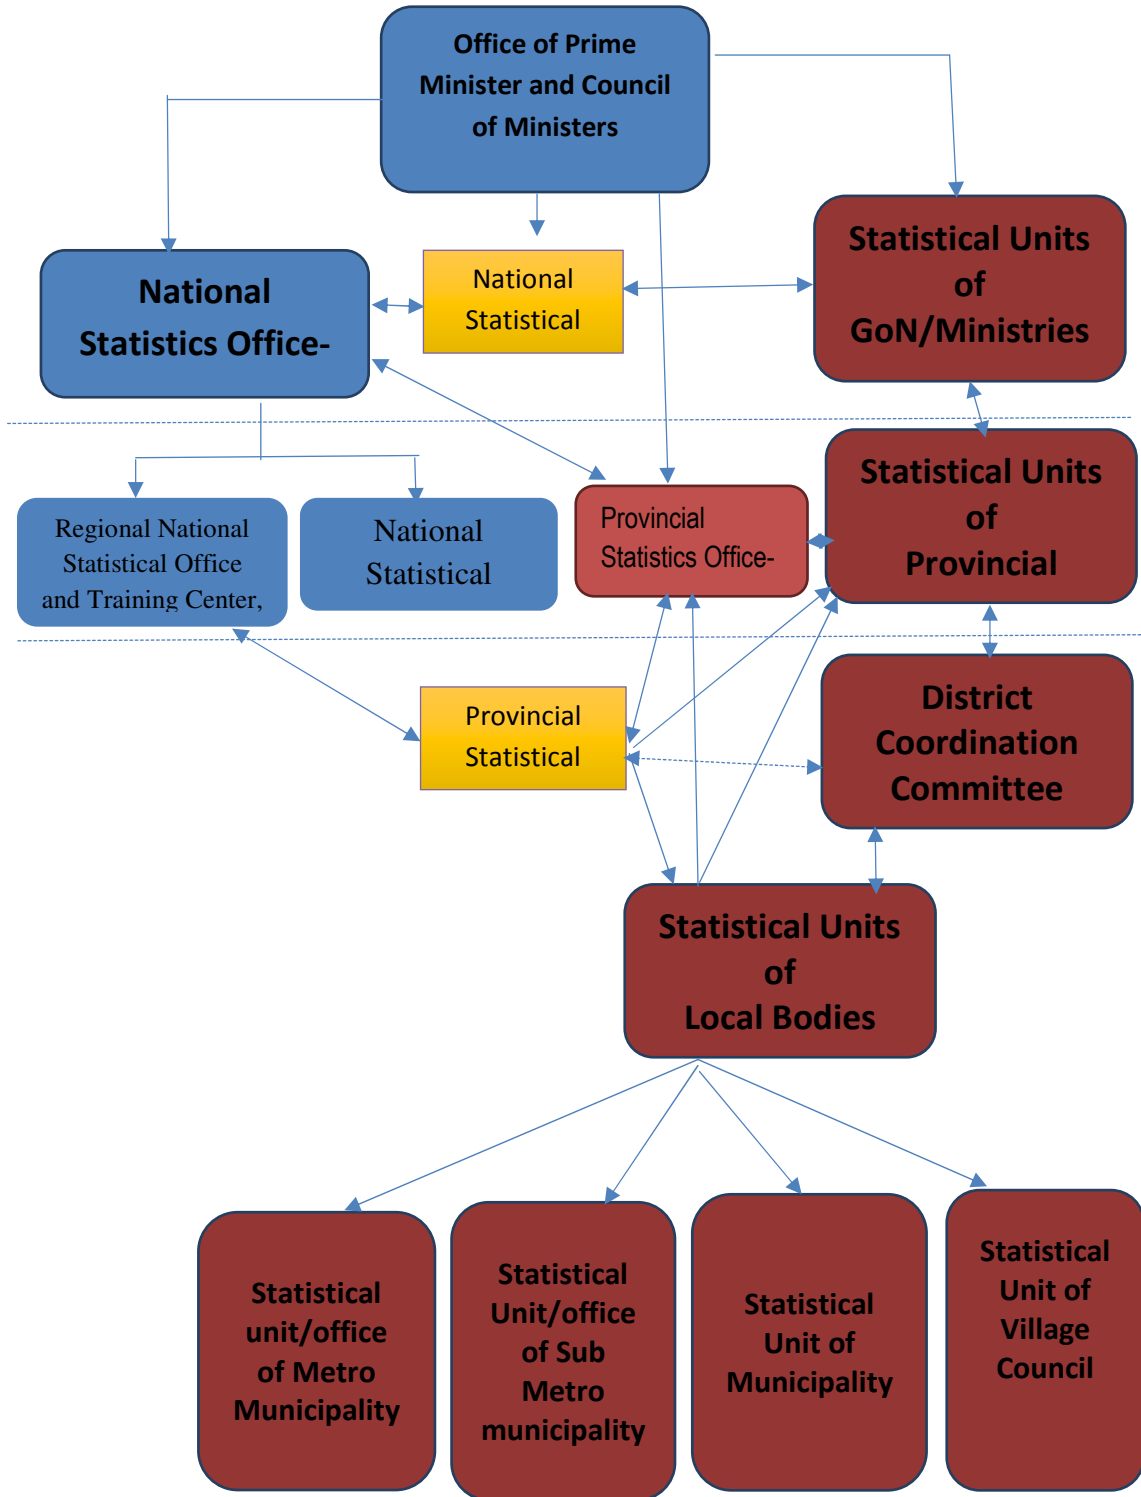 Office of Prime
Minister and Council
of Ministers
Statistical Units
of
GoN/Ministries
National
Statistics Office-
National
Statistical
Statistical Units
of
Provincial
Regional National
Statistical Office
and Training Center,
National
Statistical
Provincial
Statistics Office-
District
Coordination
Committee
Provincial
Statistical
Statistical Units
of
Local Bodies
Statistical
unit/office
of Metro
Municipality
Statistical
Unit/office
of Sub
Metro
municipality
Statistical
Unit of
Municipality
Statistical
Unit of
Village
Council